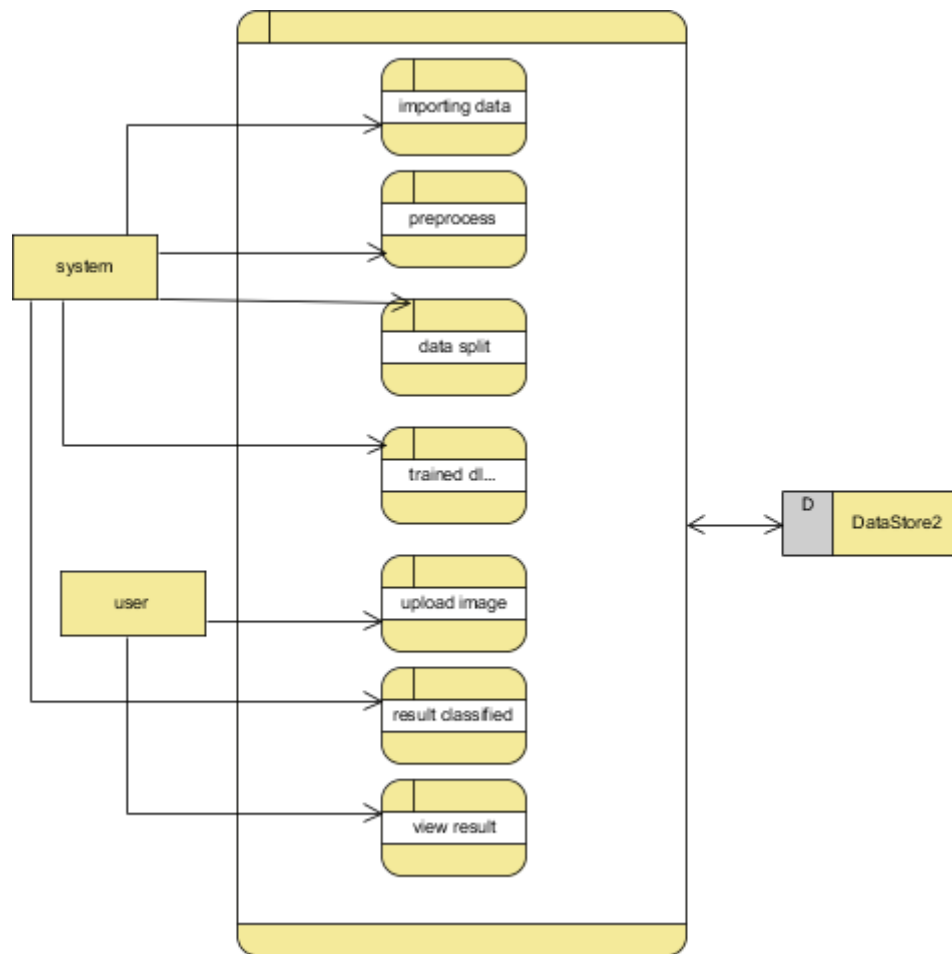 importing data
preprocess
system
data split
trained dl...
D
DataStore2
user
upload image
result classified
view result